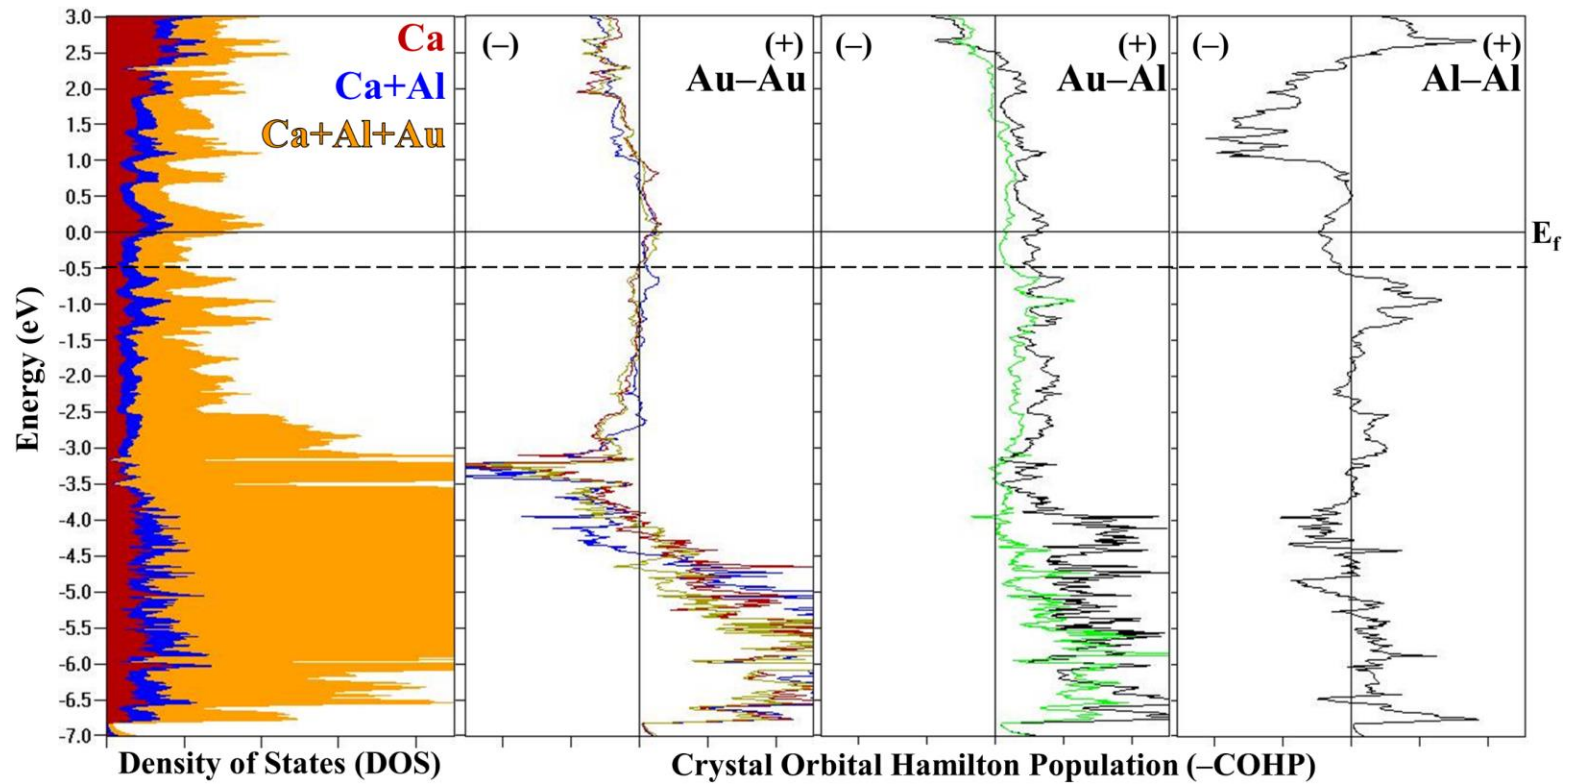 Energy (eV)
3.0
2.5
2.0
1.5
1.0
0.5
0.0
-0.5
-1.0
-1.5
-2.0
-2.5
-3.0
-3.5
-4.0
-4.5
-5.0
-5.5
-6.0
-6.5
-7.0
Ca
Ca+Al
Ca+Al+Au
(–) (+)
Au–Au
(–) (+)
Au–Al
(–) (+)
Al–Al
E_f
Density of States (DOS)
Crystal Orbital Hamilton Population (–COHP)